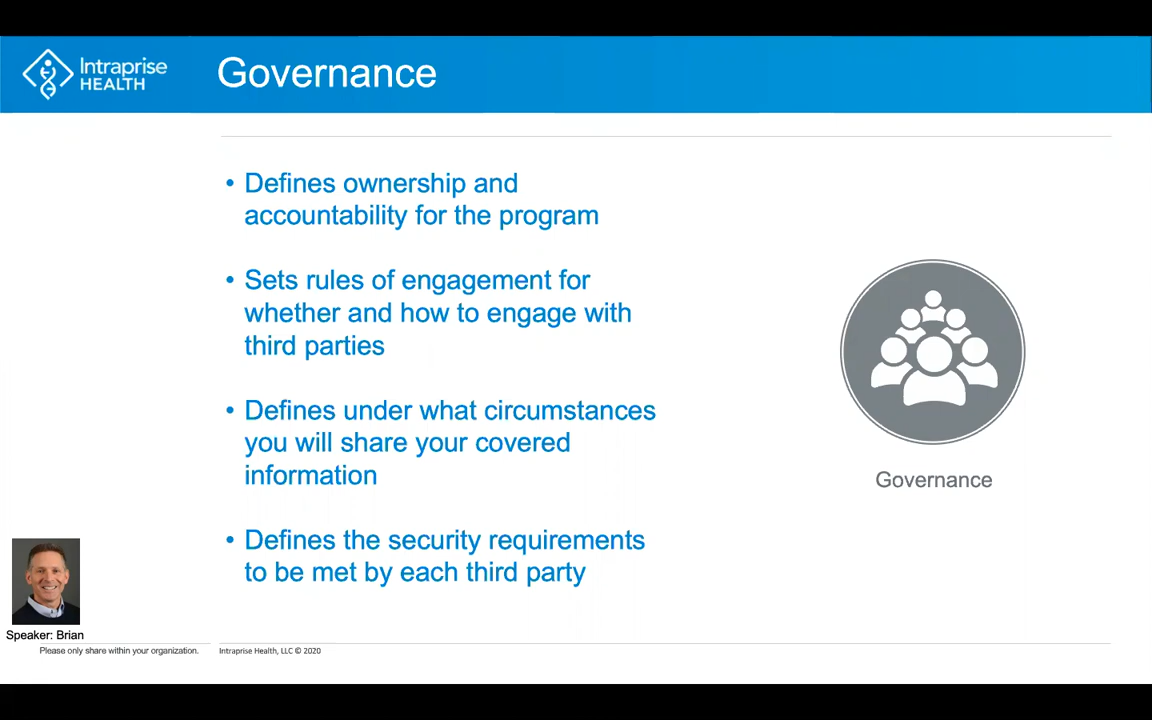 Intraprise
HEALTH
Governance
• Defines ownership and
accountability for the program
• Sets rules of engagement for
whether and how to engage with
third parties
• Defines under what circumstances
you will share your covered
information
• Defines the security requirements
to be met by each third party
Governance
Speaker: Brian
Please only share within your organization.
Intraprise Health, LLC © 2020